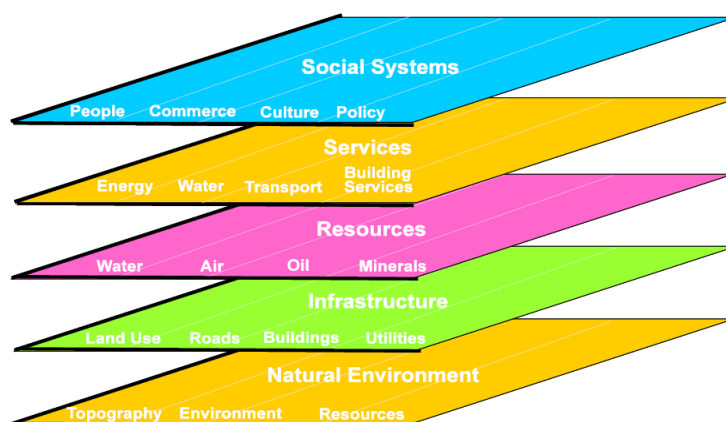 Social Systems
People Commerce Culture Policy
Services
Energy Water Transport Building Services
Resources
Water Air Oil Minerals
Infrastructure
Land Use Roads Buildings Utilities
Natural Environment
Topography Environment Resources